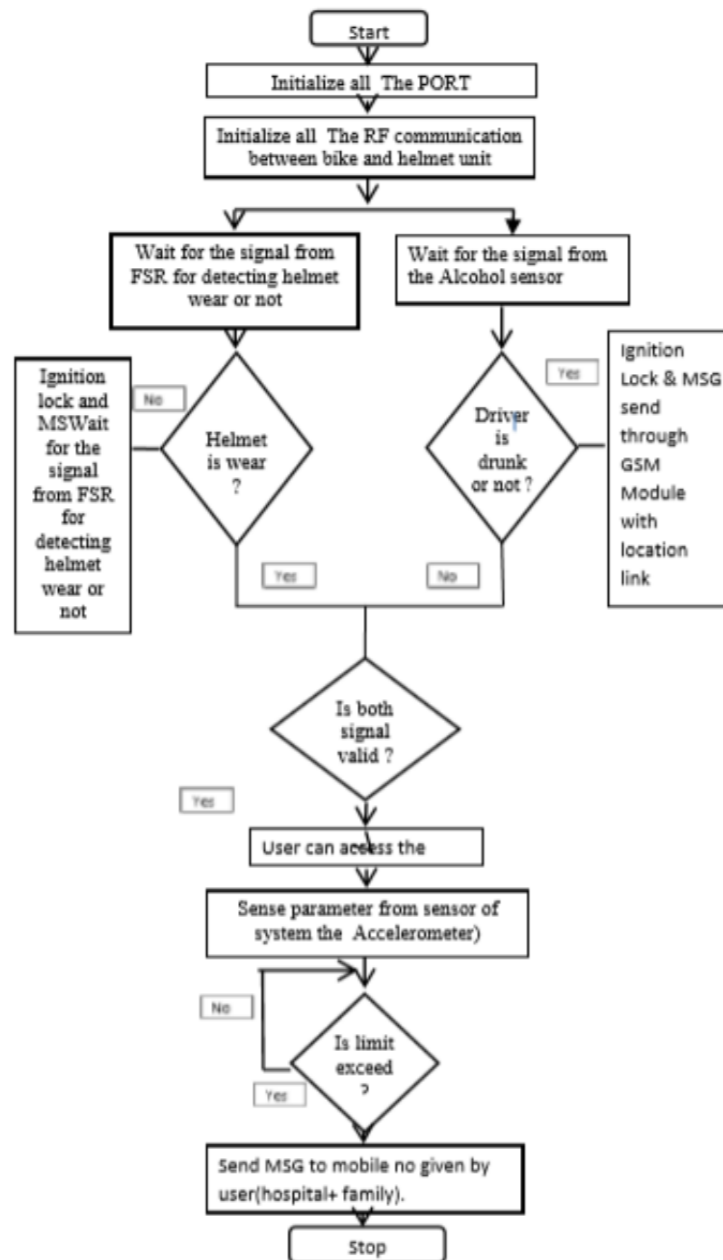 Start
Initialize all The PORT
Initialize all The RF communication
between bike and helmet unit
Wait for the signal from
FSR for detecting helmet
wear or not
Wait for the signal from
the Alcohol sensor
Ignition
lock and
MSWait
for the
signal
from FSR
for
detecting
helmet
wear or
not
No
Helmet
is wear
?
Driver
is
drunk
or not ?
Yes
Ignition
Lock & MSG
send
through
GSM
Module
with
location
link
Yes
No
Is both
signal
valid ?
Yes
User can access the
Sense parameter from sensor of
system the Accelerometer)
No
Is limit
exceed
?
Yes
Send MSG to mobile no given by
user(hospital+ family).
Stop